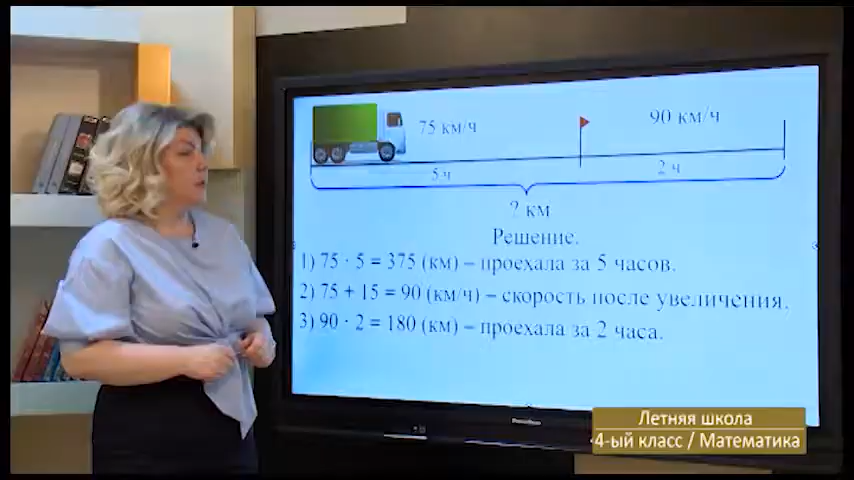 75 км/ч
90 км/ч
5 ч
2 ч
? км
Решение.
1) 75 · 5 = 375 (км) – проехала за 5 часов.
2) 75 + 15 = 90 (км/ч) – скорость после увеличения.
3) 90 · 2 = 180 (км) – проехала за 2 часа.
Летняя школа
4-ый класс / Математика